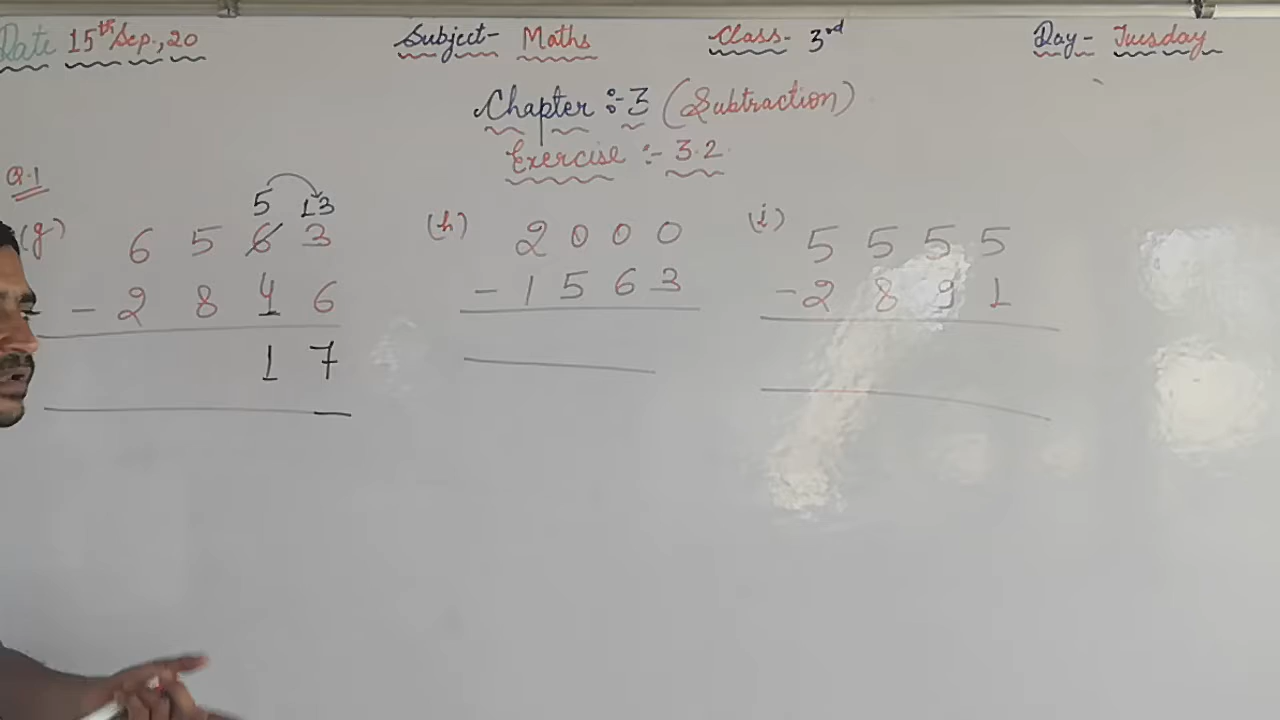 Date 15th Sep., 20 Subject- Maths Class- 3rd Day- Tuesday
Chapter :- 3 (Subtraction)
Exercise :- 3.2
Q.1
5 13
(g) 6 5 6 3 (h) 2 0 0 0 (i) 5 5 5 5
- 2 8 4 6 - 1 5 6 3 - 2 8 9 1
1 7